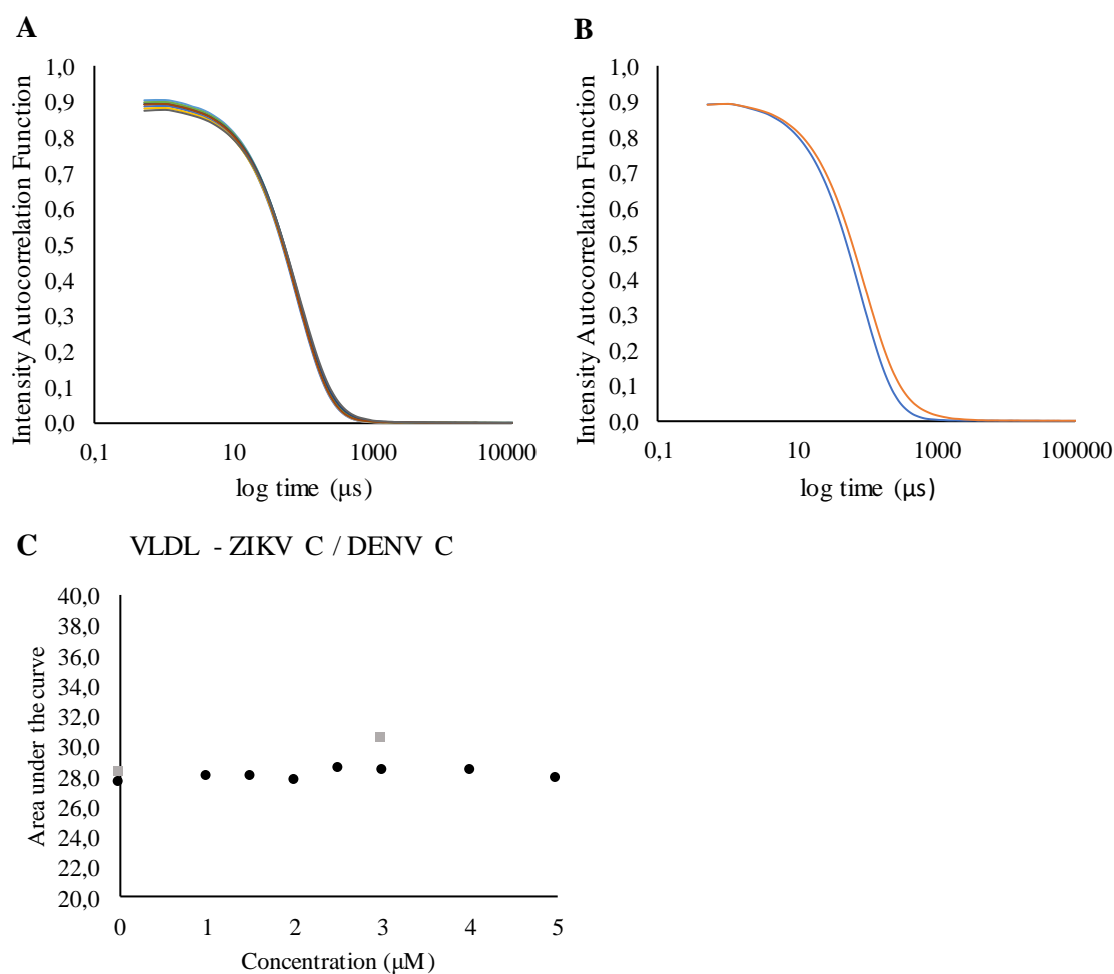 A
Intensity Autocorrelation Function
1,0
0,9
0,8
0,7
0,6
0,5
0,4
0,3
0,2
0,1
0,0
0,1 10 1000 10000
log time (µs)
B
Intensity Autocorrelation Function
1,0
0,9
0,8
0,7
0,6
0,5
0,4
0,3
0,2
0,1
0,0
0,1 10 1000 100000
log time (µs)
C VLDL - ZIKV C / DENV C
Area under the curve
40,0
38,0
36,0
34,0
32,0
30,0
28,0
26,0
24,0
22,0
20,0
0 1 2 3 4 5
Concentration (µM)